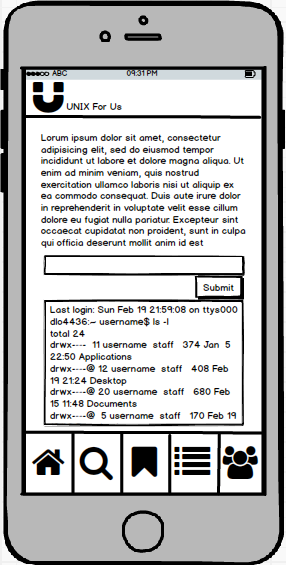 ABC 09:31 PM
UNIX For Us
Lorum ipsum dolor sit amet, consectetur
adipisicing elit, sed do eiusmod tempor
incididunt ut labore et dolore magna aliqua. Ut
enim ad minim veniam, quis nostrud
exercitation ullamco laboris nisi ut aliquip ex
ea commodo consequat. Duis aute irure dolor
in reprehenderit in voluptate velit esse cillum
dolore eu fugiat nulla pariatur. Excepteur sint
occaecat cupidatat non proident, sunt in culpa
qui officia deserunt mollit anim id est
Submit
Last login: Sun Feb 19 21:59:08 on ttys000
dlo4436:~ username$ ls -l
total 24
drwx---- 11 username staff 374 Jan 5
22:50 Applications
drwx----@ 12 username staff 408 Feb
19 21:24 Desktop
drwx----@ 20 username staff 680 Feb
15 11:48 Documents
drwx----@ 5 username staff 170 Feb 19